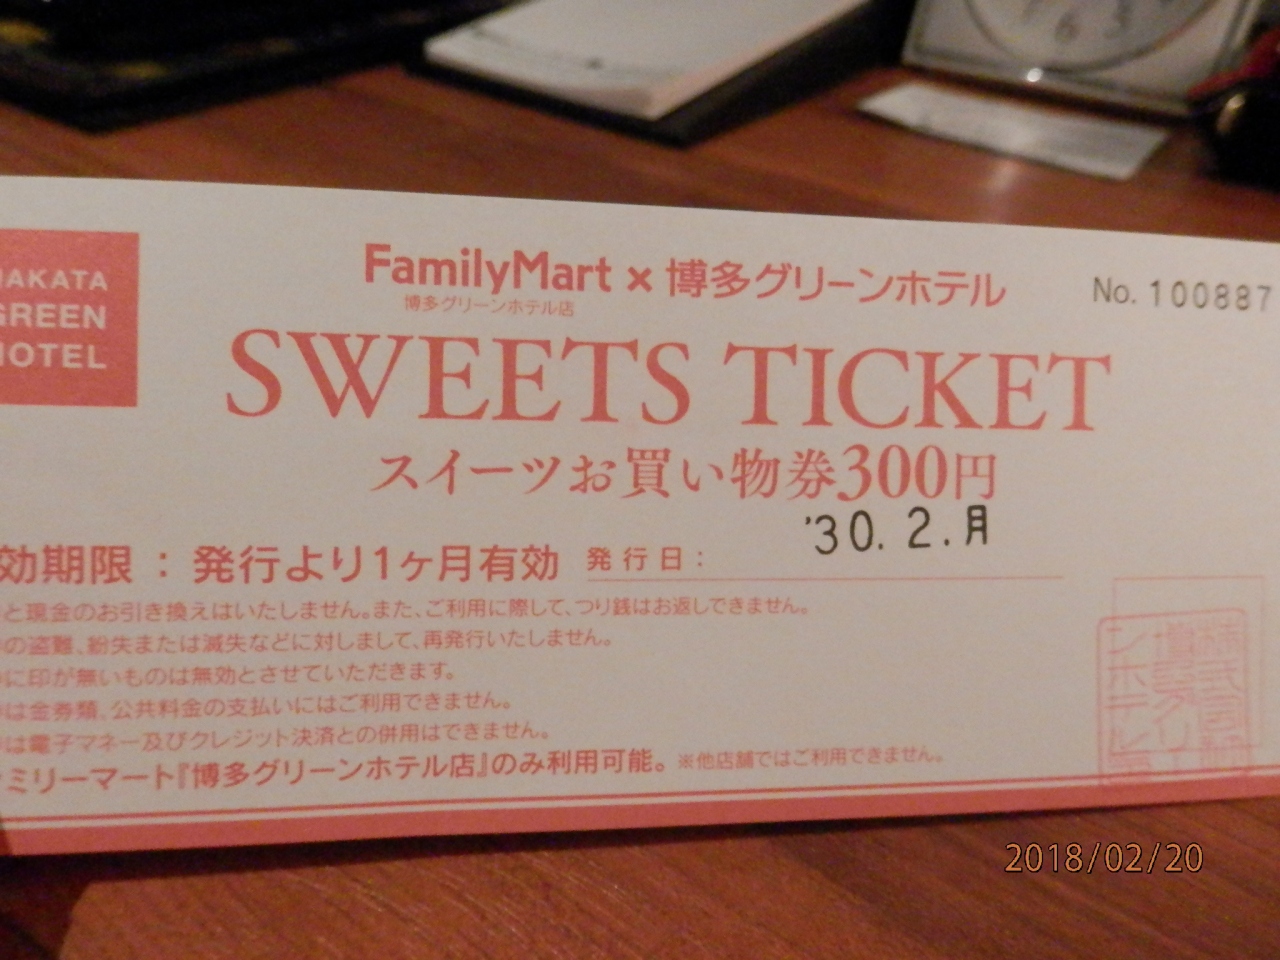 GREEN
FamilyMart × 博多グリーンホテル
博多グリーンホテル店
No. 100887
SWEETS TICKET
スイーツお買い物券300円
'30. 2. 月
効期限：発行より1ヶ月有効 発行日：
と現金のお引き換えはいたしません。また、ご利用に際して、つり銭はお返しできません。
の盗難、紛失または滅失などに対しまして、再発行いたしません。
に印が無いものは無効とさせていただきます。
は金券類、公共料金の支払いにはご利用できません。
は電子マネー及びクレジット決済との併用はできません。
ミリーマート『博多グリーンホテル店』のみ利用可能。 ※他店舗ではご利用できません。
2018/02/20